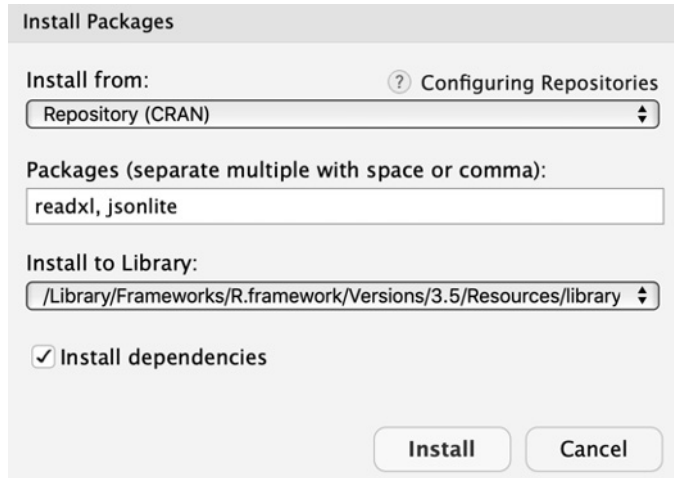 Install Packages
Install from:
? Configuring Repositories
Repository (CRAN)
Packages (separate multiple with space or comma):
readxl, jsonlite
Install to Library:
/Library/Frameworks/R.framework/Versions/3.5/Resources/library
Install dependencies
Install
Cancel